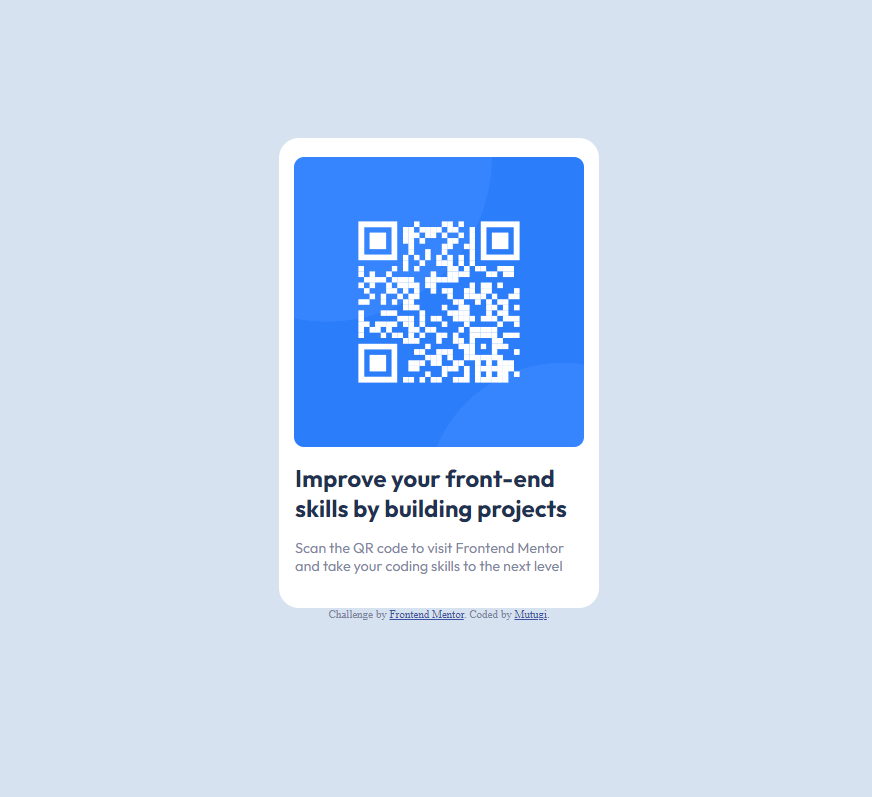 Improve your front-end
skills by building projects
Scan the QR code to visit Frontend Mentor
and take your coding skills to the next level
Challenge by Frontend Mentor. Coded by Mutugi.